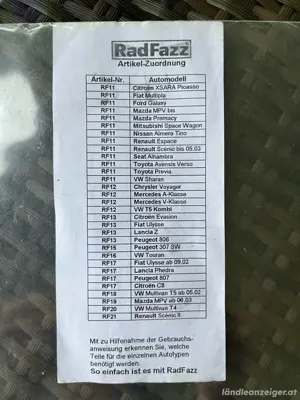 RadFazz
Artikel-Zuordnung
Artikel-Nr. Automodell
RF11 Citroën XSARA Picasso
RF11 Fiat Multipla
RF11 Ford Galaxy
RF11 Mazda MPV bis
RF11 Mazda Premacy
RF11 Mitsubishi Space Wagon
RF11 Nissan Almera Tino
RF11 Renault Espace
RF11 Renault Scénic bis 05.03
RF11 Seat Alhambra
RF11 Toyota Avensis Verso
RF11 Toyota Previa
RF11 VW Sharan
RF12 Chrysler Voyager
RF12 Mercedes A-Klasse
RF12 Mercedes V-Klasse
RF12 VW T5 Kombi
RF13 Citroën Evasion
RF13 Fiat Ulysse
RF13 Lancia Z
RF13 Peugeot 806
RF15 Peugeot 307 SW
RF16 VW Touran
RF17 Fiat Ulysse ab 09.02
RF17 Lancia Phedra
RF17 Peugeot 807
RF17 Citroën C8
RF18 VW Multivan T5 ab 05.02
RF19 Mazda MPV ab 06.03
RF20 VW Multivan T4
RF21 Renault Scénic II
Mit zu Hilfenahme der Gebrauchs-
anweisung erkennen Sie, welche
Teile für die einzelnen Autotypen
benötigt werden.
So einfach ist es mit RadFazz
ländleanzeiger.at